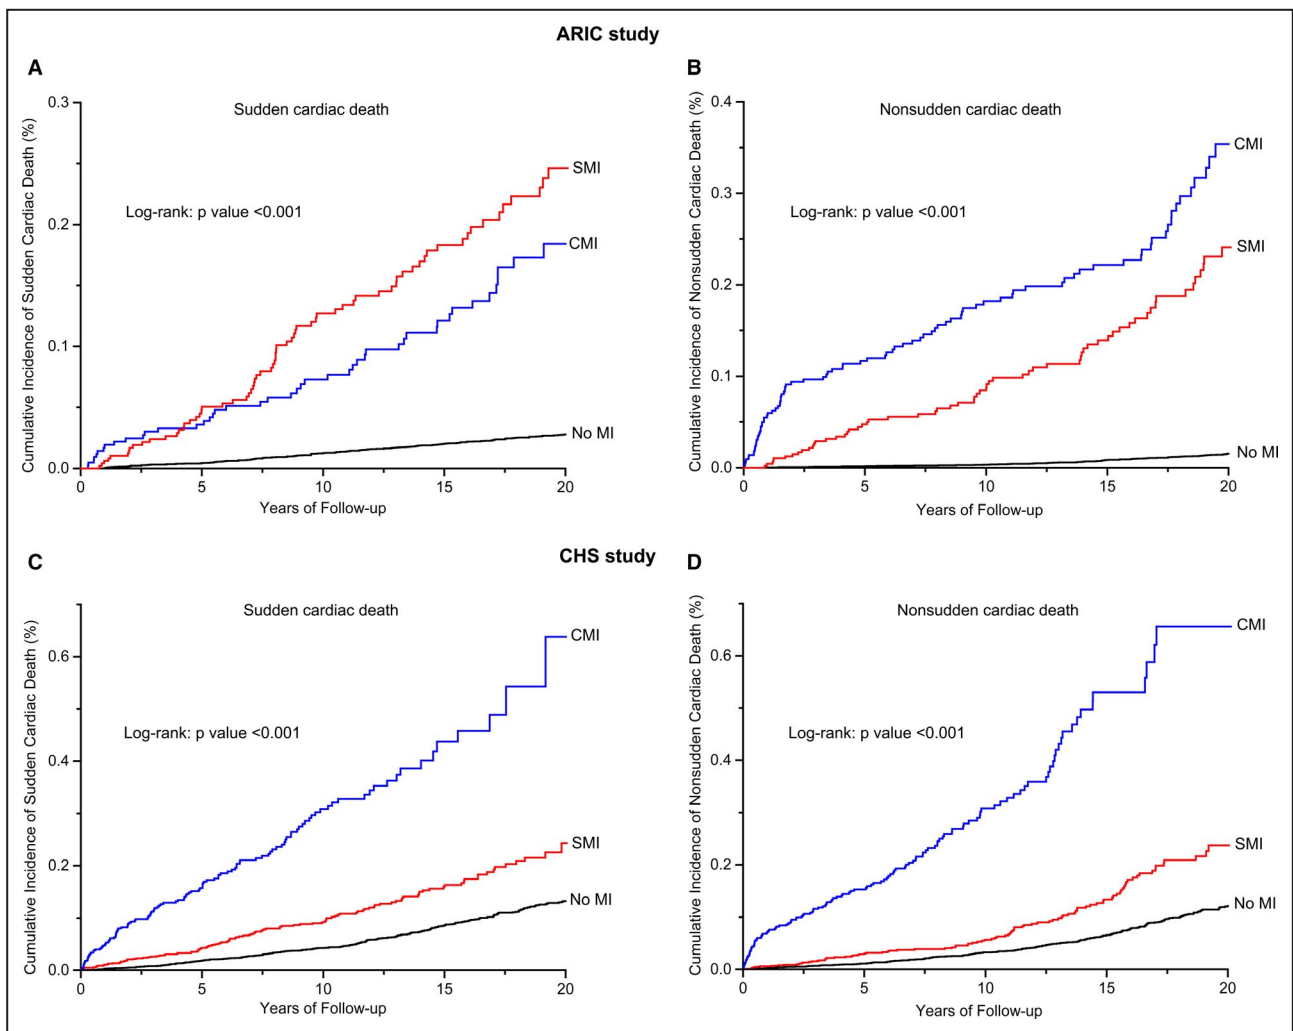 ARIC study
A
Sudden cardiac death
Log-rank: p value <0.001
Cumulative Incidence of Sudden Cardiac Death (%)
0.3
0.2
0.1
0.0
SMI
CMI
No MI
0
5
10
15
20
Years of Follow-up
B
Nonsudden cardiac death
Log-rank: p value <0.001
Cumulative Incidence of Nonsudden Cardiac Death (%)
0.4
0.3
0.2
0.1
0.0
CMI
SMI
No MI
0
5
10
15
20
Years of Follow-up
CHS study
C
Sudden cardiac death
Log-rank: p value <0.001
Cumulative Incidence of Sudden Cardiac Death (%)
0.6
0.4
0.2
0.0
CMI
SMI
No MI
0
5
10
15
20
Years of Follow-up
D
Nonsudden cardiac death
Log-rank: p value <0.001
Cumulative Incidence of Nonsudden Cardiac Death (%)
0.6
0.4
0.2
0.0
CMI
SMI
No MI
0
5
10
15
20
Years of Follow-up